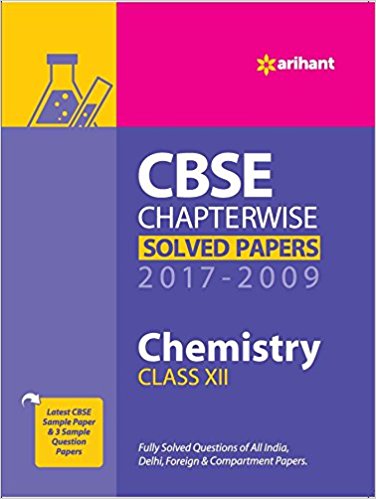 arihant
CBSE
CHAPTERWISE
SOLVED PAPERS
2017-2009
Chemistry
CLASS XII
Latest CBSE
Sample Paper
& 3 Sample
Question
Papers
Fully Solved Questions of All India,
Delhi, Foreign & Compartment Papers.